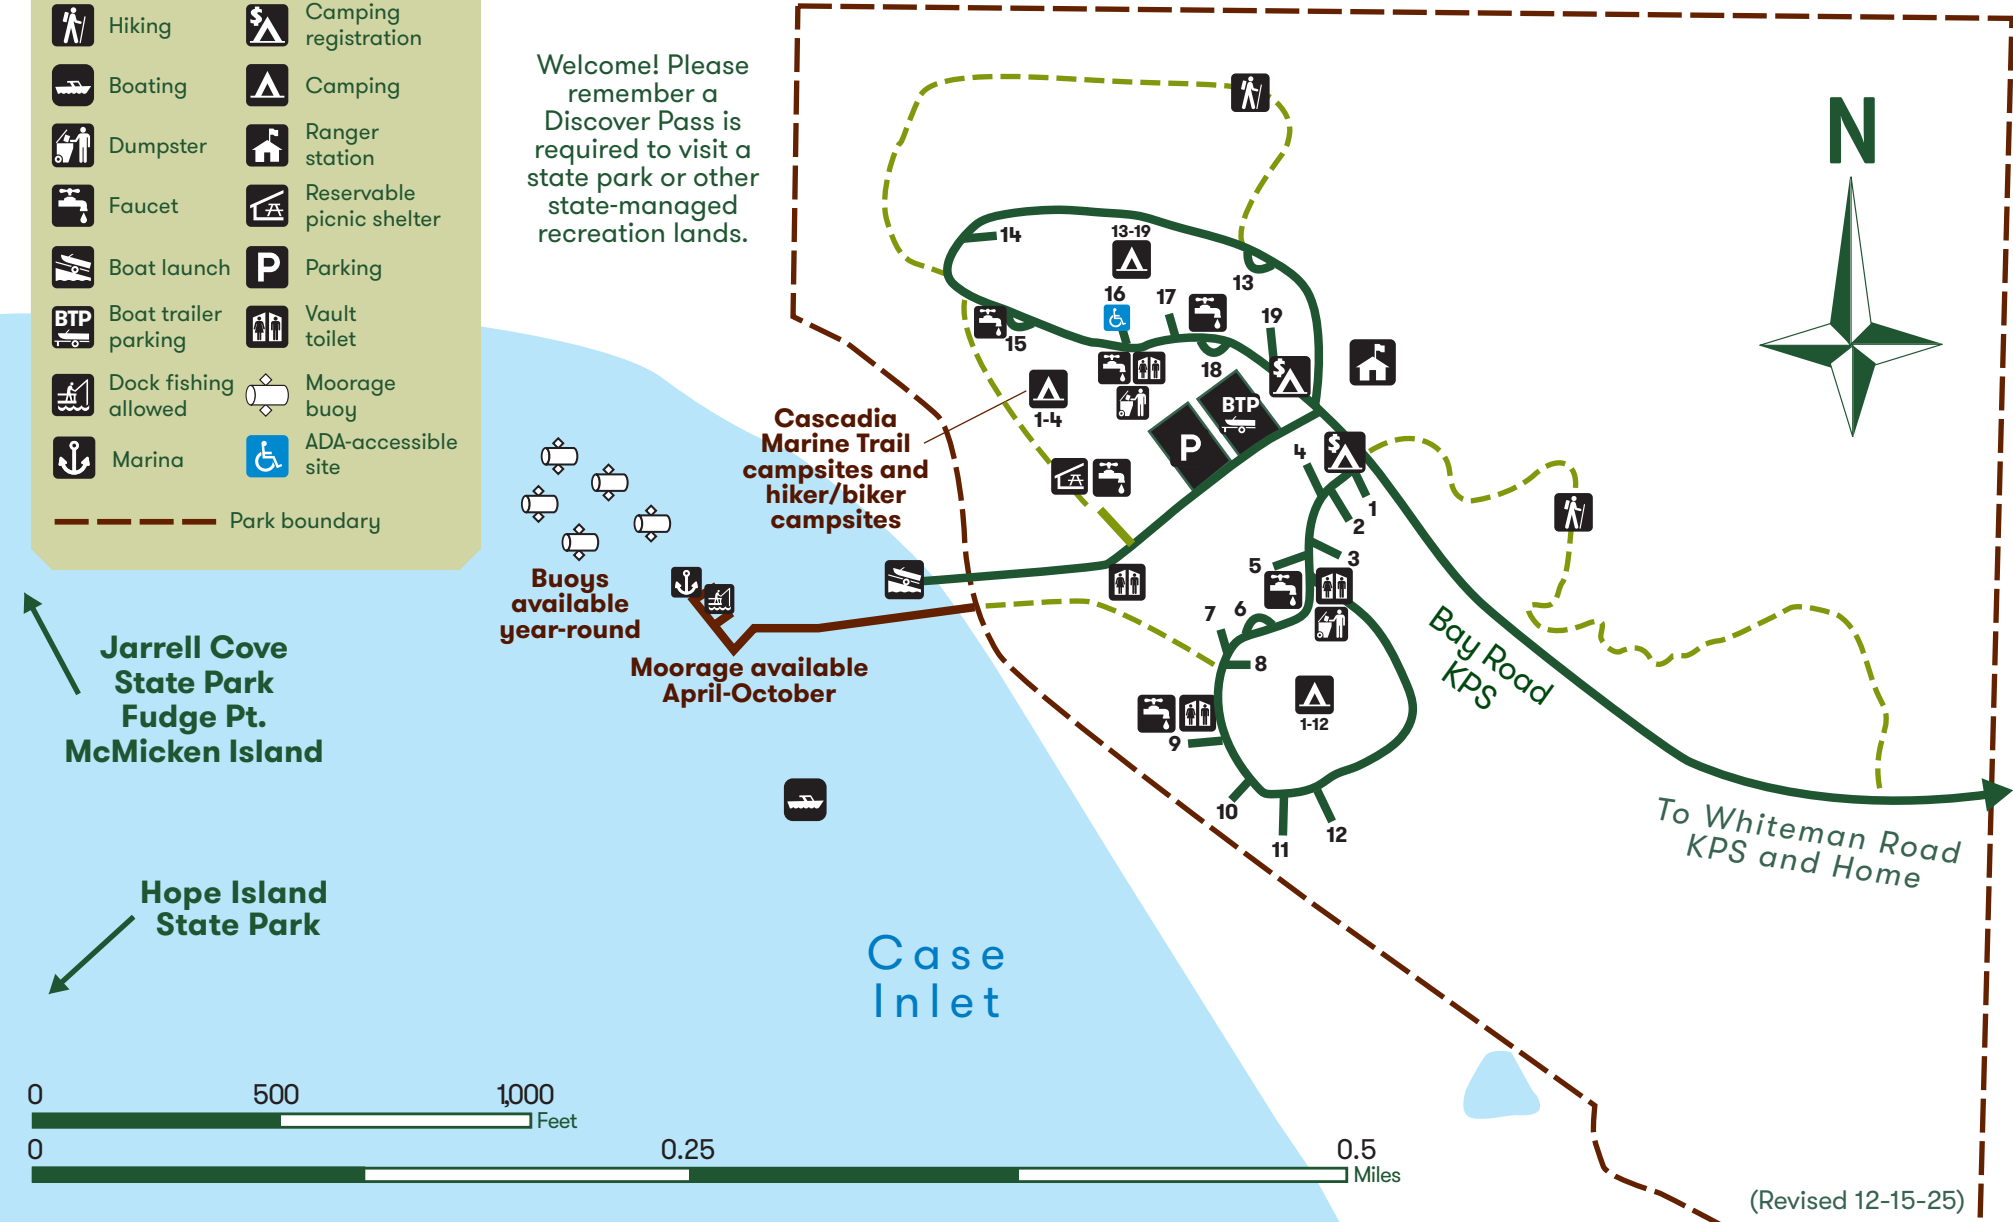 Hiking
Camping
registration
Boating
Camping
Dumpster
Ranger
station
Faucet
Reservable
picnic shelter
Boat launch
P
Parking
BTP
Boat trailer
parking
Vault
toilet
Dock fishing
allowed
Moorage
buoy
Marina
ADA-accessible
site
Park boundary
Welcome! Please
remember a
Discover Pass is
required to visit a
state park or other
state-managed
recreation lands.
N
14
13-19
13
16
17
19
15
18
$
1-4
BTP
P
Cascadia
Marine Trail
campsites and
hiker/biker
campsites
$
4
1
2
3
5
6
7
8
1-12
9
10
11
12
Buoys
available
year-round
Moorage available
April-October
Bay Road
KPS
To Whiteman Road
KPS and Home
Jarrell Cove
State Park
Fudge Pt.
McMicken Island
Hope Island
State Park
Case
Inlet
0 500 1,000
Feet
0 0.25 0.5
Miles
(Revised 12-15-25)